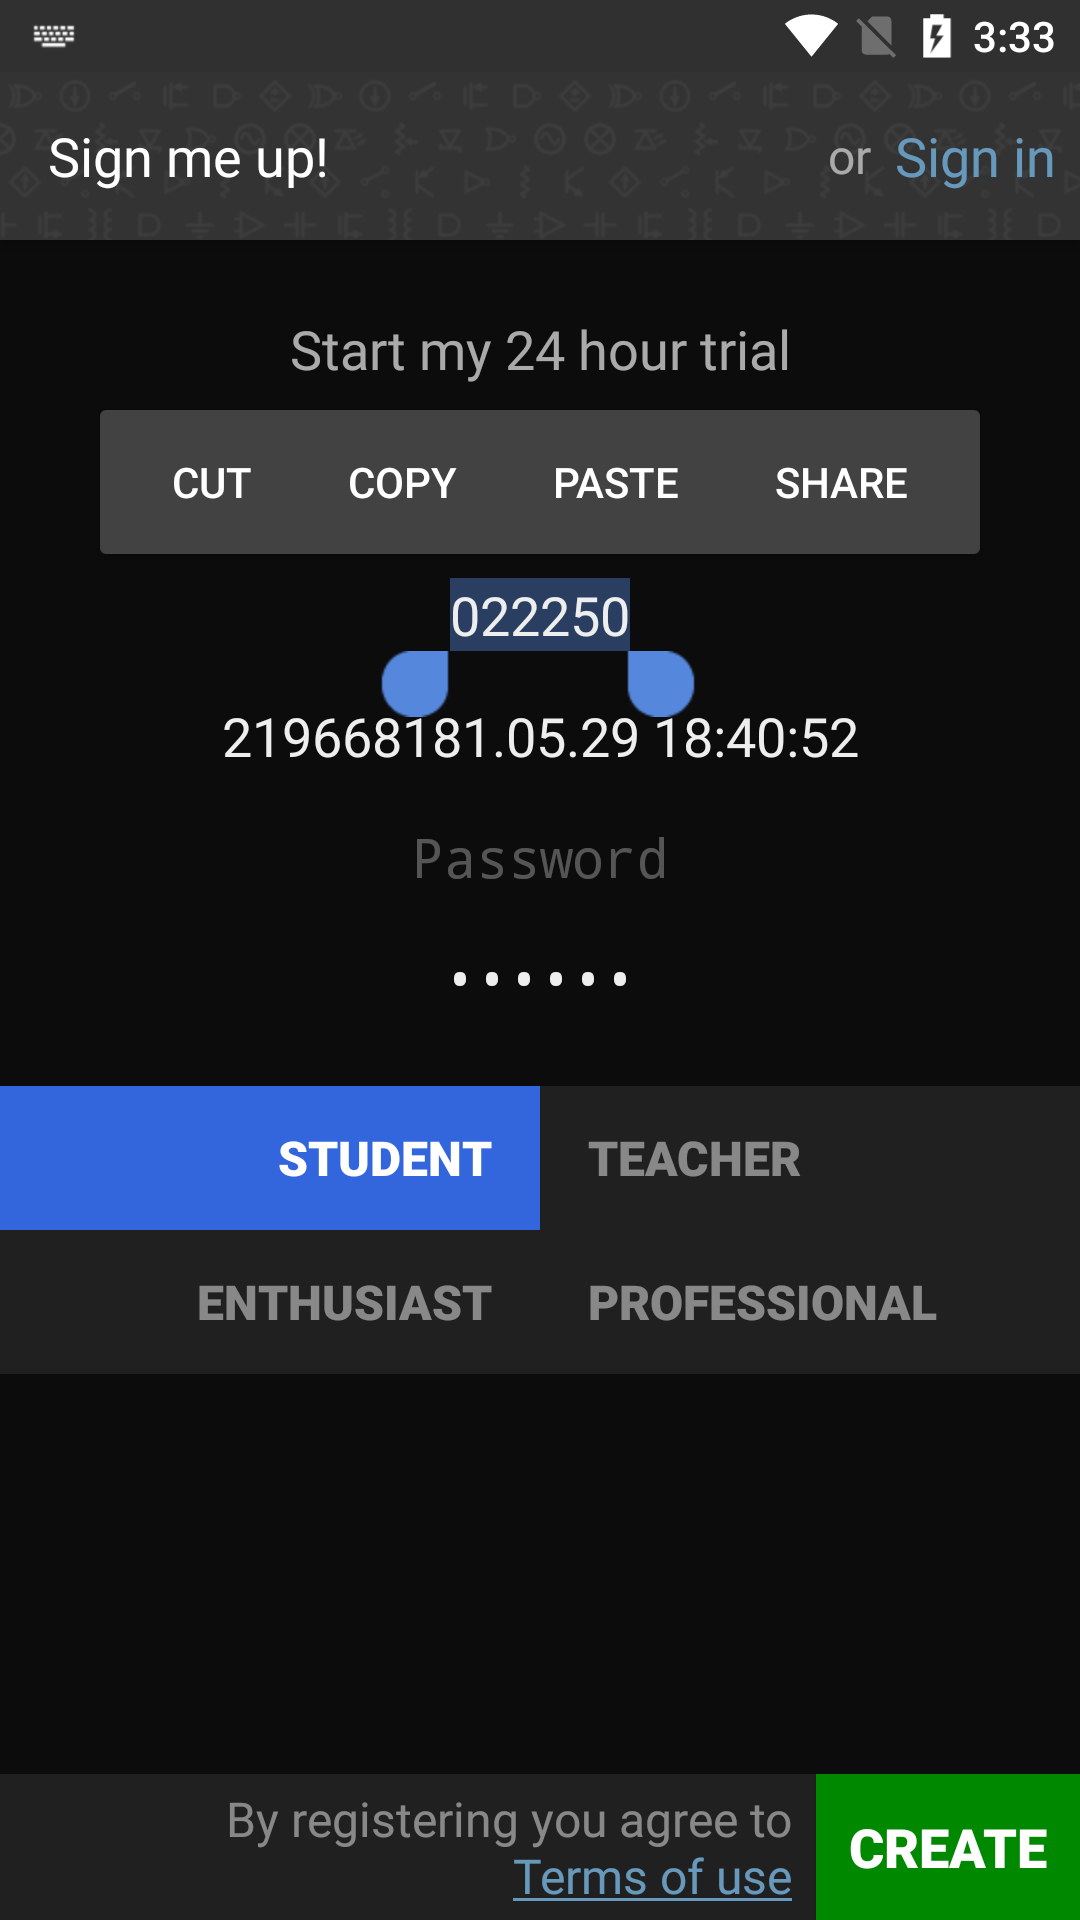 3:33
Sign me up!
or Sign in
Start my 24 hour trial
CUT COPY PASTE SHARE
022250
219668181.05.29 18:40:52
Password
••••••
STUDENT TEACHER
ENTHUSIAST PROFESSIONAL
By registering you agree to
Terms of use
CREATE